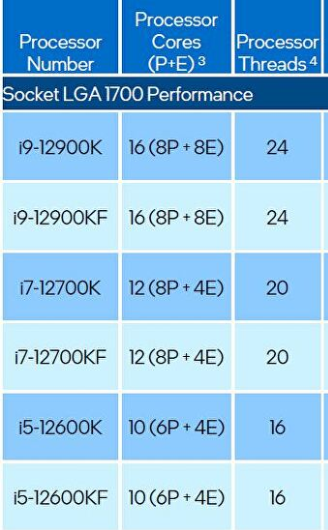 Processor Number
Processor Cores (P+E) 3
Processor Threads 4
Socket LGA 1700 Performance
i9-12900K 16 (8P + 8E) 24
i9-12900KF 16 (8P + 8E) 24
i7-12700K 12 (8P + 4E) 20
i7-12700KF 12 (8P + 4E) 20
i5-12600K 10 (6P + 4E) 16
i5-12600KF 10 (6P + 4E) 16